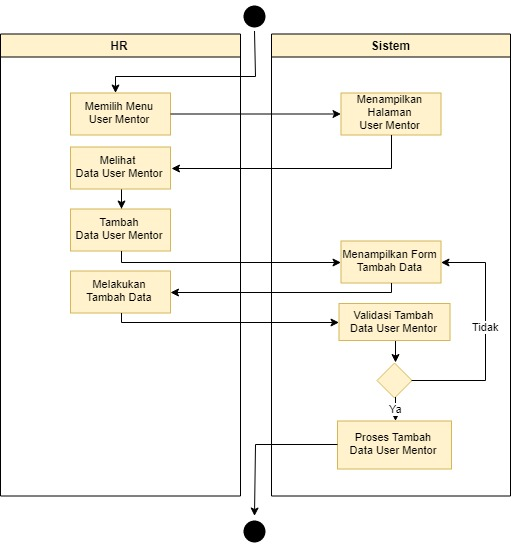 HR
Sistem
Memilih Menu
User Mentor
Menampilkan
Halaman
User Mentor
Melihat
Data User Mentor
Tambah
Data User Mentor
Menampilkan Form
Tambah Data
Melakukan
Tambah Data
Validasi Tambah
Data User Mentor
Tidak
Ya
Proses Tambah
Data User Mentor